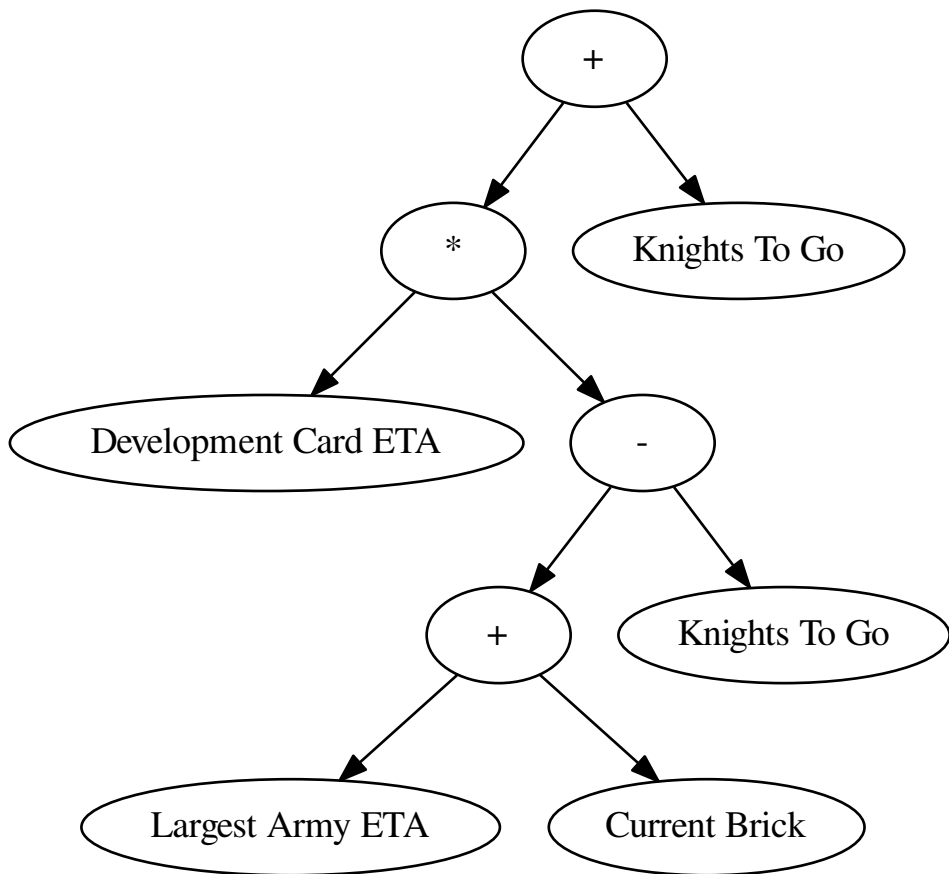 +
*
Knights To Go
Development Card ETA
-
+
Knights To Go
Largest Army ETA
Current Brick